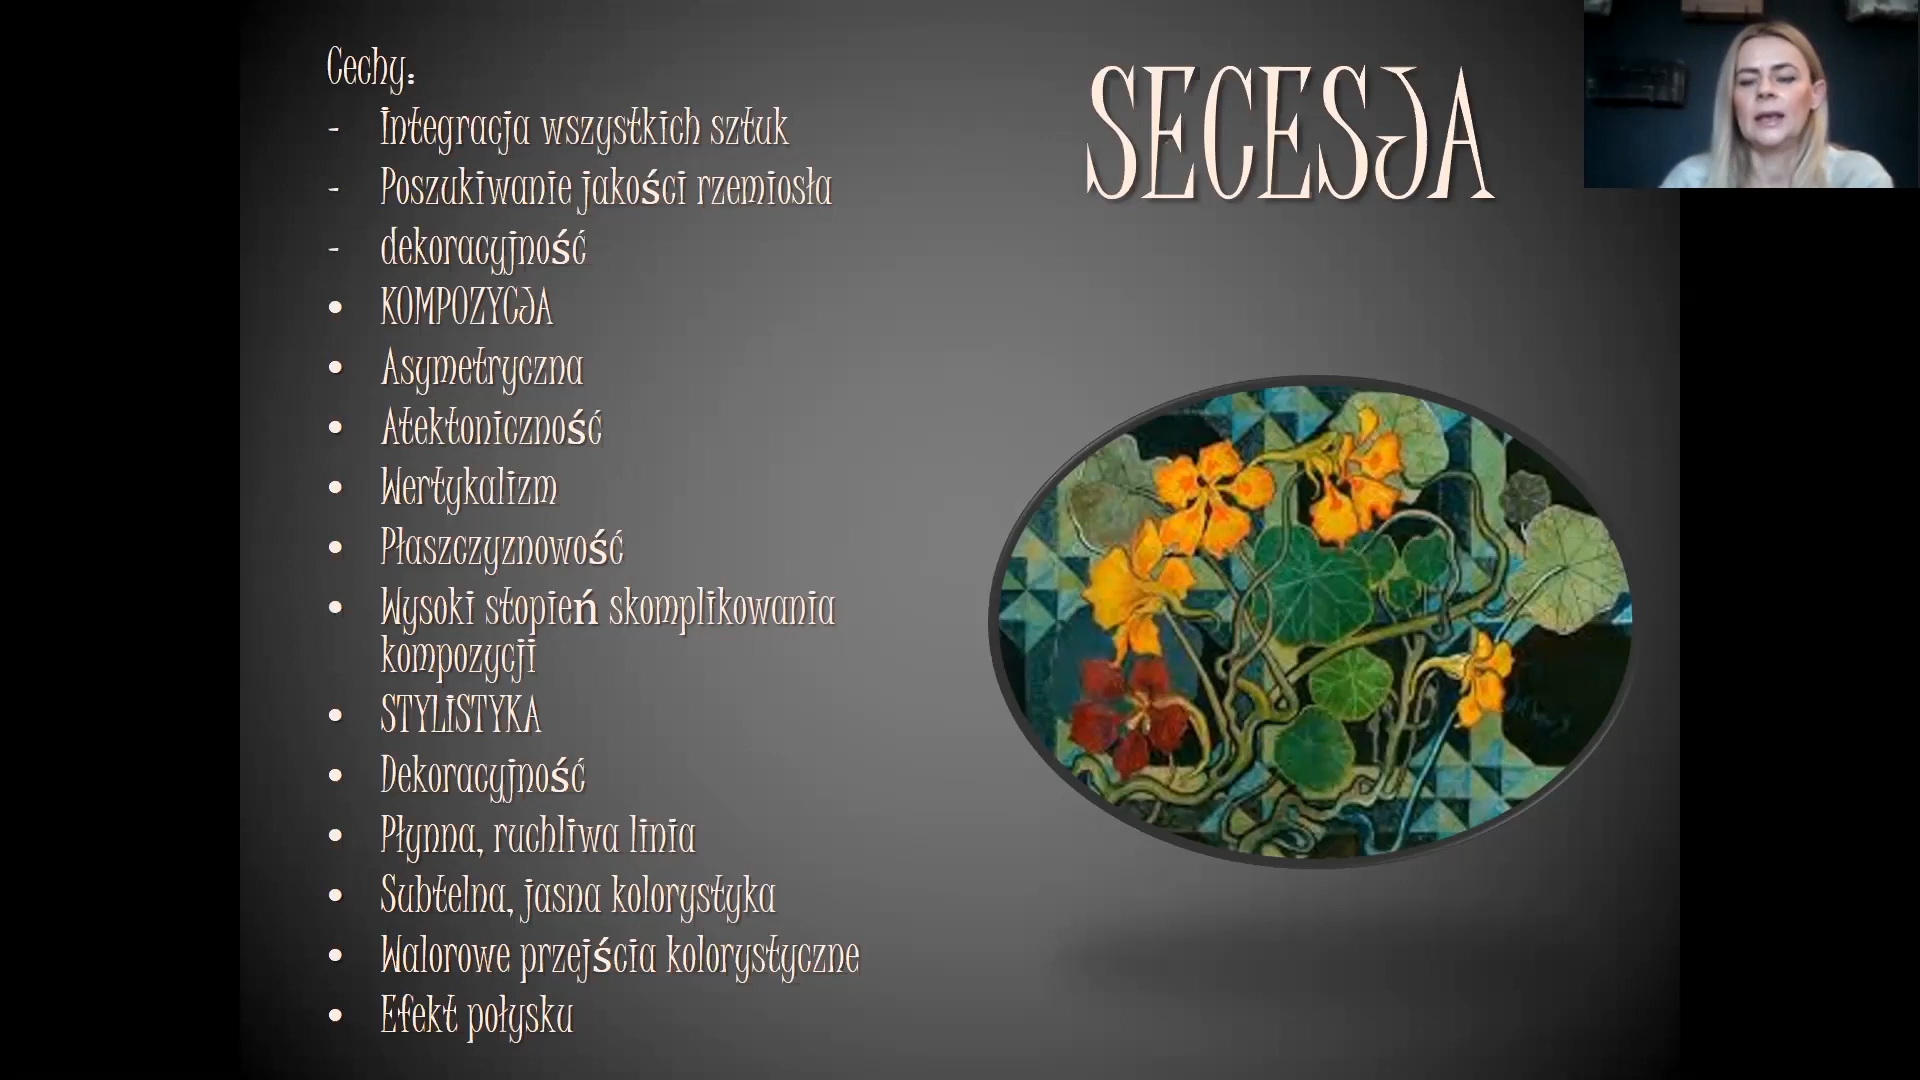 Cechy:
- Integracja wszystkich sztuk
- Poszukiwanie jakości rzemiosła
- dekoracyjność
• KOMPOZYCJA
• Asymetryczna
• Atektoniczność
• Wertykalizm
• Płaszczyznowość
• Wysoki stopień skomplikowania
kompozycji
• STYLISTYKA
• Dekoracyjność
• Płynna, ruchliwa linia
• Subtelna, jasna kolorystyka
• Walorowe przejścia kolorystyczne
• Efekt połysku
SECESJA